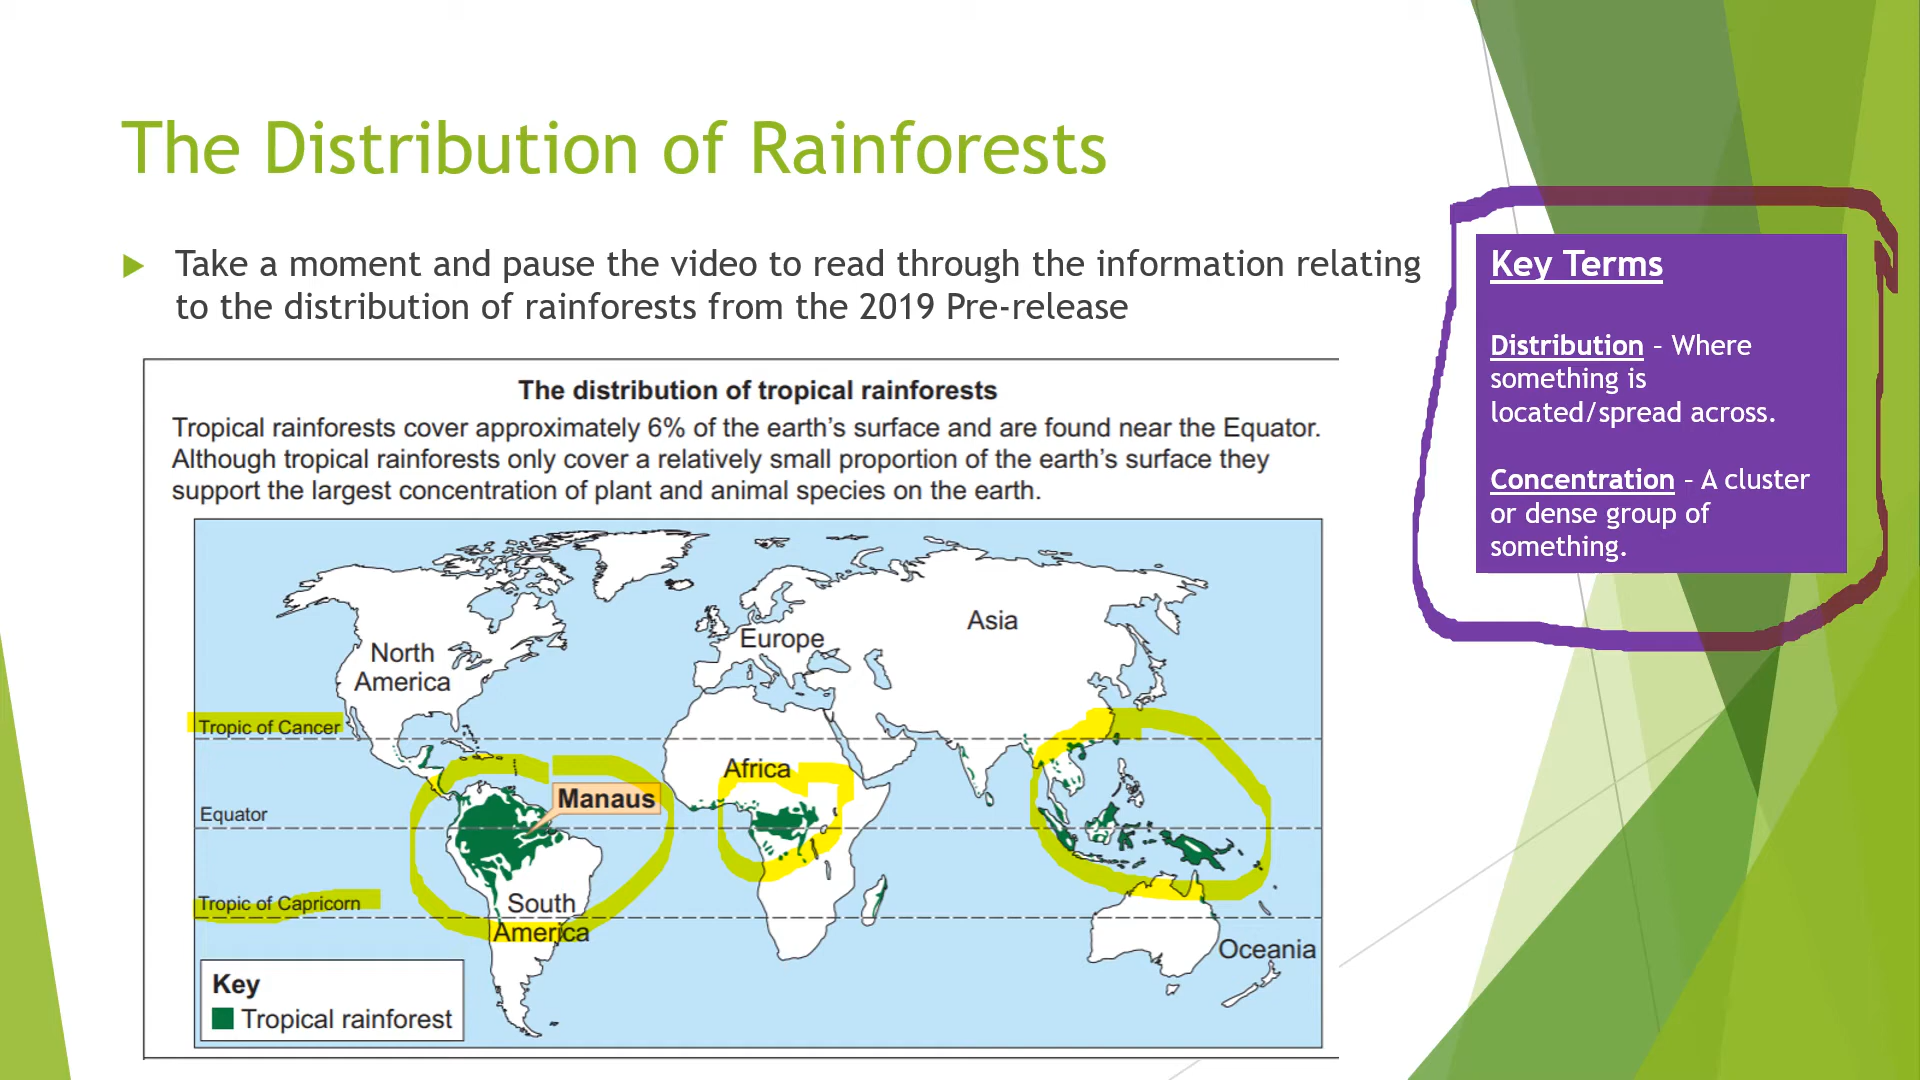 The Distribution of Rainforests
Take a moment and pause the video to read through the information relating
to the distribution of rainforests from the 2019 Pre-release
Key Terms
Distribution – Where
something is
located/spread across.
Concentration – A cluster
or dense group of
something.
The distribution of tropical rainforests
Tropical rainforests cover approximately 6% of the earth's surface and are found near the Equator.
Although tropical rainforests only cover a relatively small proportion of the earth's surface they
support the largest concentration of plant and animal species on the earth.
North
America
Europe
Asia
Tropic of Cancer
Africa
Manaus
Equator
Tropic of Capricorn
South
America
Oceania
Key
Tropical rainforest